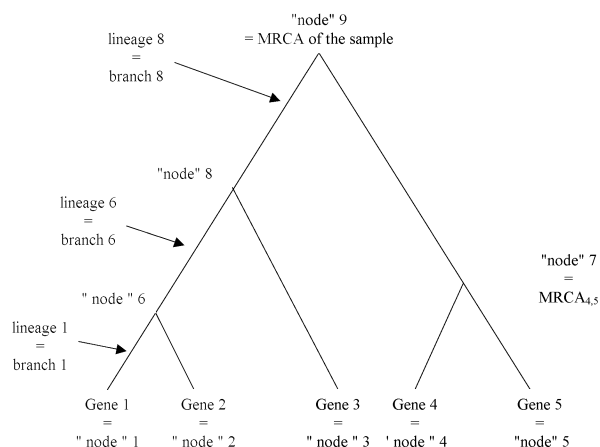 "node" 9
= MRCA of the sample
lineage 8
=
branch 8
"node" 8
lineage 6
=
branch 6
"node" 7
=
MRCA4,5
" node " 6
lineage 1
=
branch 1
Gene 1
=
" node " 1
Gene 2
=
" node " 2
Gene 3
=
" node " 3
Gene 4
=
' node " 4
Gene 5
=
"node" 5